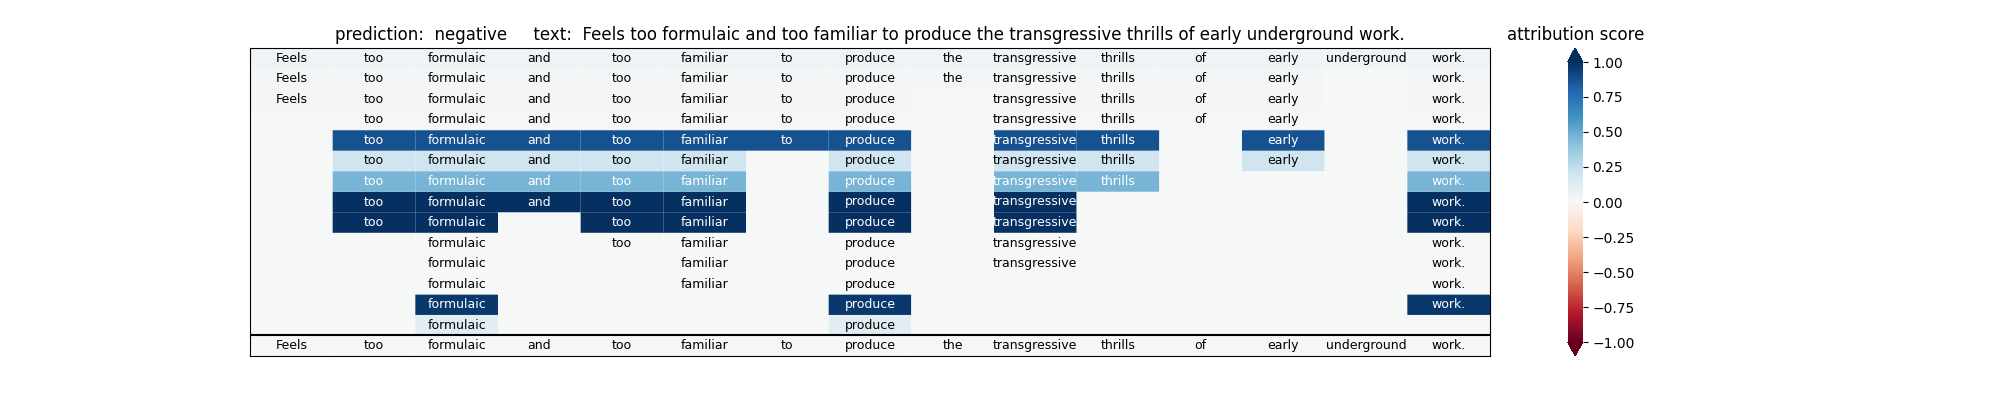 prediction:  negative     text:  Feels too formulaic and too familiar to produce the transgressive thrills of early underground work.
attribution score
Feels too formulaic and too familiar to produce the transgressive thrills of early underground work.
Feels too formulaic and too familiar to produce the transgressive thrills of early work.
Feels too formulaic and too familiar to produce transgressive thrills of early work.
too formulaic and too familiar to produce transgressive thrills of early work.
too formulaic and too familiar to produce transgressive thrills early work.
too formulaic and too familiar produce transgressive thrills early work.
too formulaic and too familiar produce transgressive thrills work.
too formulaic and too familiar produce transgressive work.
too formulaic too familiar produce transgressive work.
formulaic too familiar produce transgressive work.
formulaic familiar produce transgressive work.
formulaic familiar produce work.
formulaic produce work.
formulaic produce
Feels too formulaic and too familiar to produce the transgressive thrills of early underground work.
1.00
0.75
0.50
0.25
0.00
−0.25
−0.50
−0.75
−1.00